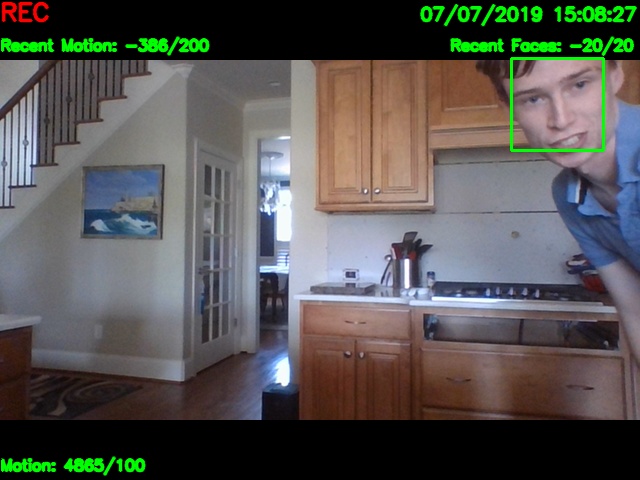 REC
07/07/2019 15:08:27
Recent Motion: -386/200
Recent Faces: -20/20
Motion: 4865/100